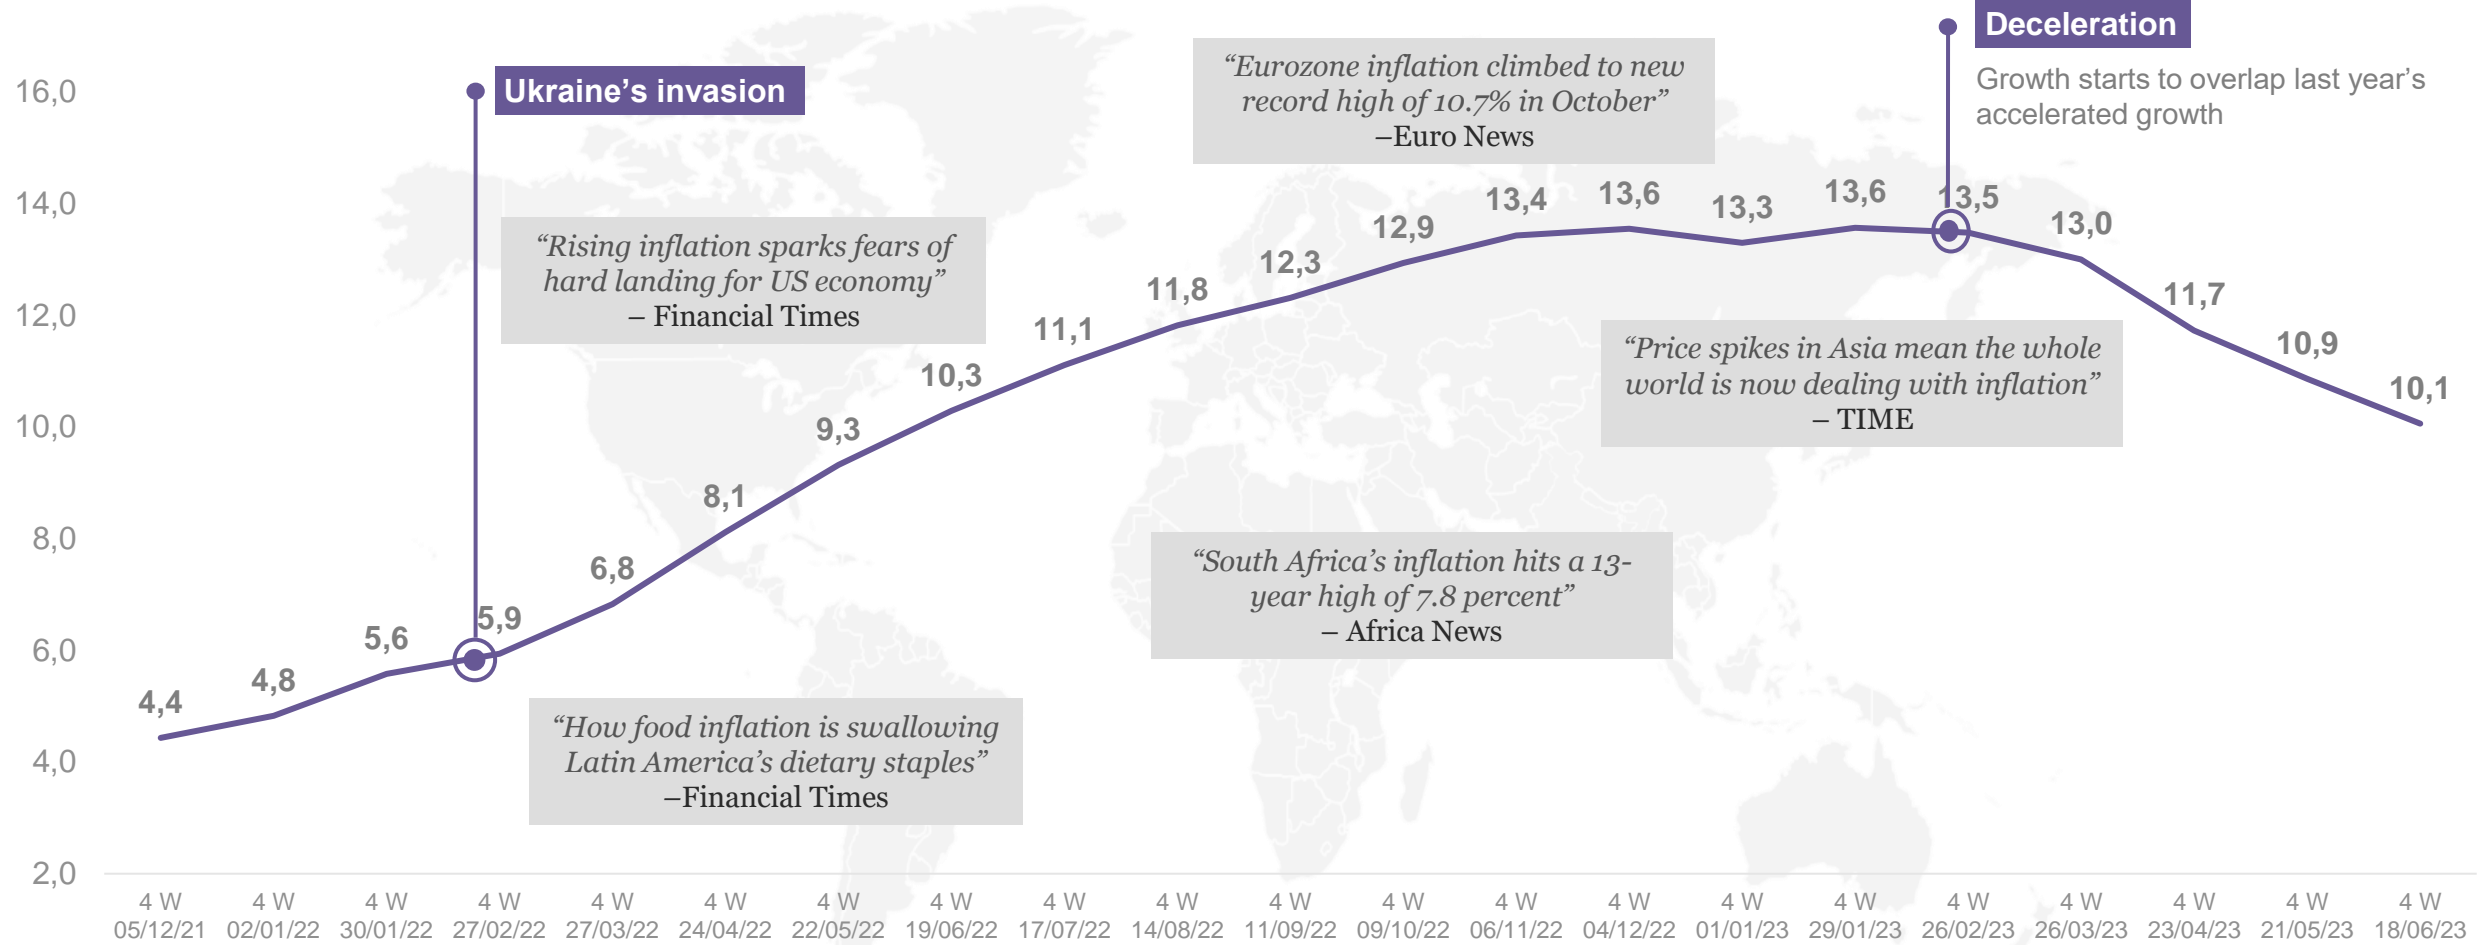 Deceleration
Growth starts to overlap last year’s
accelerated growth
Ukraine’s invasion
“Eurozone inflation climbed to new
record high of 10.7% in October”
–Euro News
“Rising inflation sparks fears of
hard landing for US economy”
– Financial Times
“Price spikes in Asia mean the whole
world is now dealing with inflation”
– TIME
“South Africa’s inflation hits a 13-
year high of 7.8 percent”
– Africa News
“How food inflation is swallowing
Latin America’s dietary staples”
–Financial Times
16,0
14,0
12,0
10,0
8,0
6,0
4,0
2,0
4,4
4,8
5,6
5,9
6,8
8,1
9,3
10,3
11,1
11,8
12,3
12,9
13,4
13,6
13,3
13,6
13,5
13,0
11,7
10,9
10,1
4 W
05/12/21
4 W
02/01/22
4 W
30/01/22
4 W
27/02/22
4 W
27/03/22
4 W
24/04/22
4 W
22/05/22
4 W
19/06/22
4 W
17/07/22
4 W
14/08/22
4 W
11/09/22
4 W
09/10/22
4 W
06/11/22
4 W
04/12/22
4 W
01/01/23
4 W
29/01/23
4 W
26/02/23
4 W
26/03/23
4 W
23/04/23
4 W
21/05/23
4 W
18/06/23